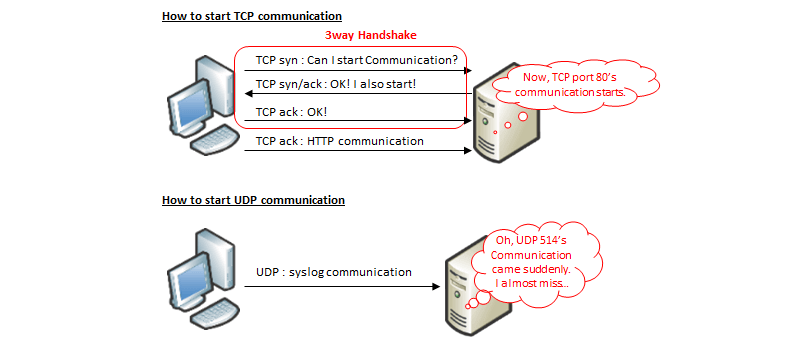 How to start TCP communication
3way Handshake
TCP syn : Can I start Communication?
TCP syn/ack : OK! I also start!
TCP ack : OK!
TCP ack : HTTP communication
Now, TCP port 80’s
communication starts.
How to start UDP communication
UDP : syslog communication
Oh, UDP 514’s
Communication
came suddenly.
I almost miss...